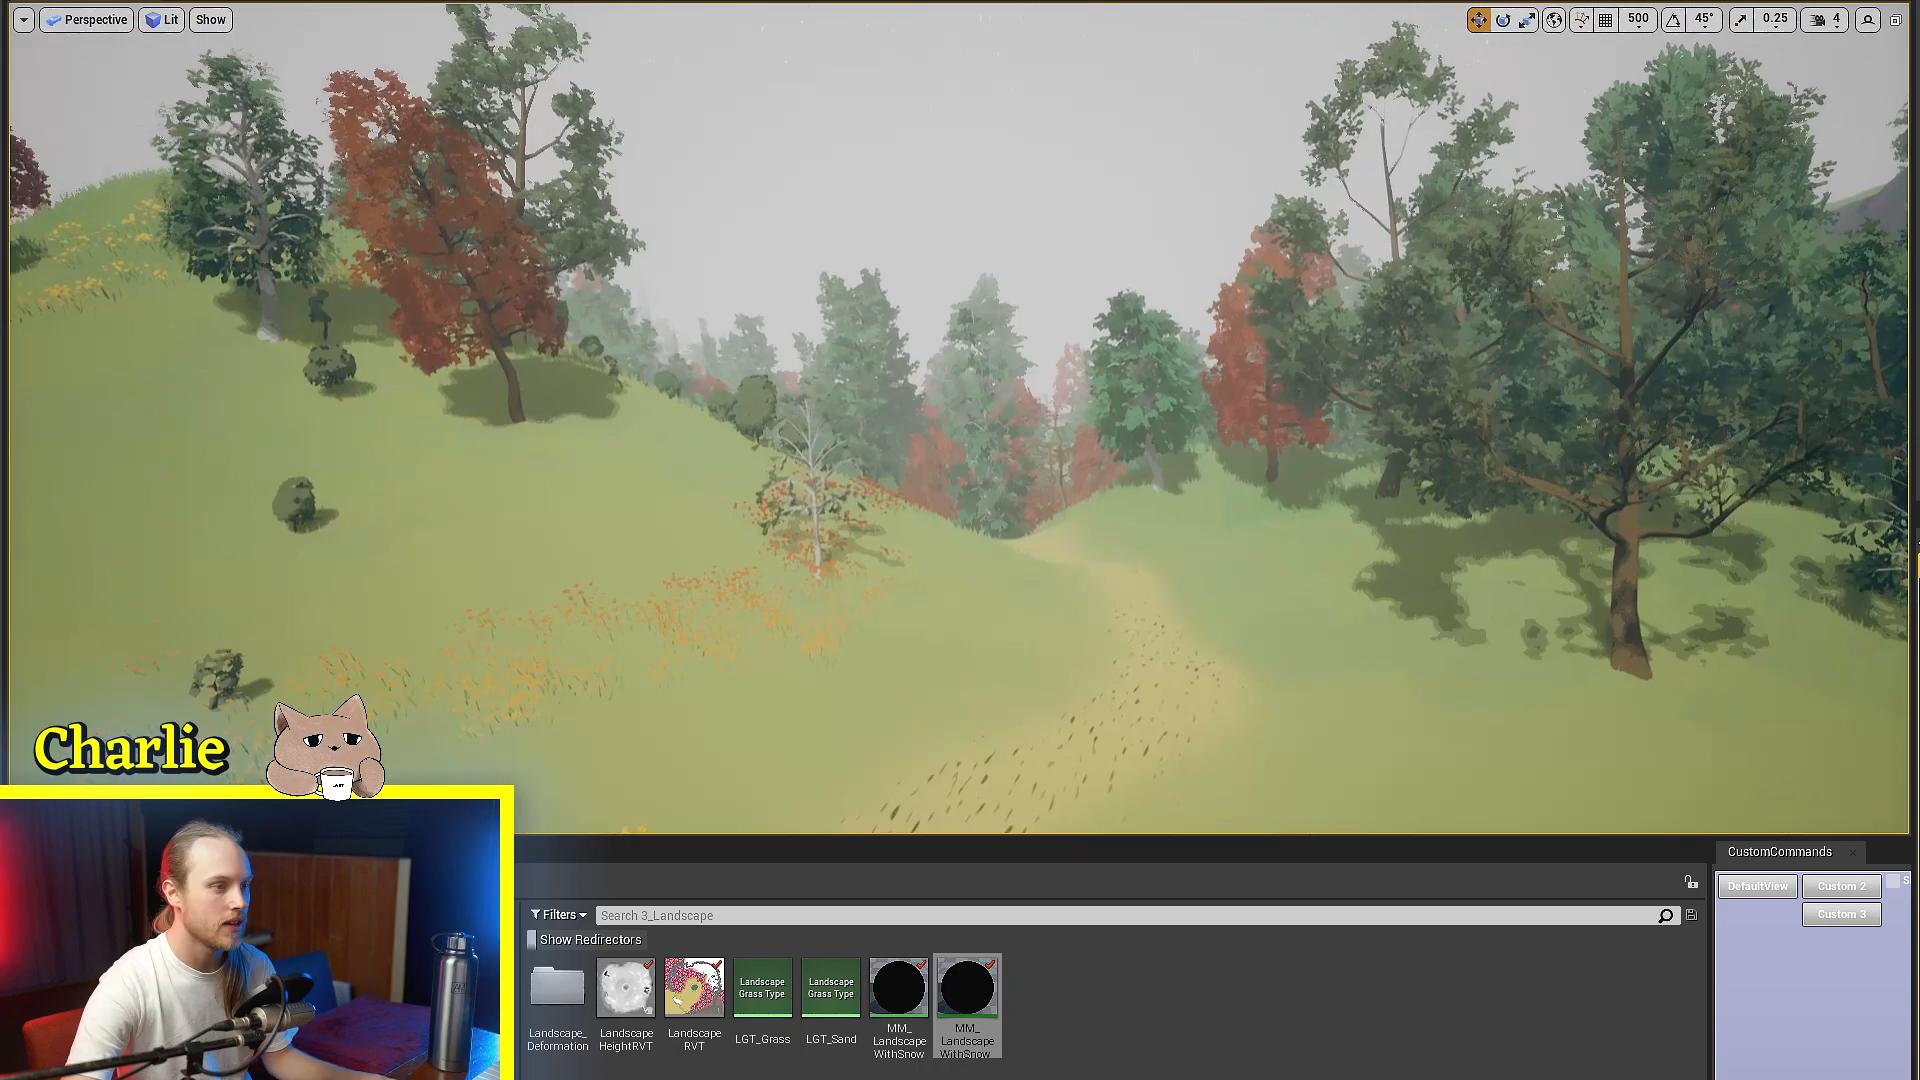 Perspective
Lit
Show
500
45°
0.25
4
Charlie
CustomCommands
DefaultView
Custom 2
S
Custom 3
Filters
Search 3_Landscape
Show Redirectors
Landscape_
Deformation
Landscape
HeightRVT
Landscape
RVT
Landscape
Grass Type
LGT_Grass
Landscape
Grass Type
LGT_Sand
MM_
Landscape
WithSnow
MM_
Landscape
WithSnow